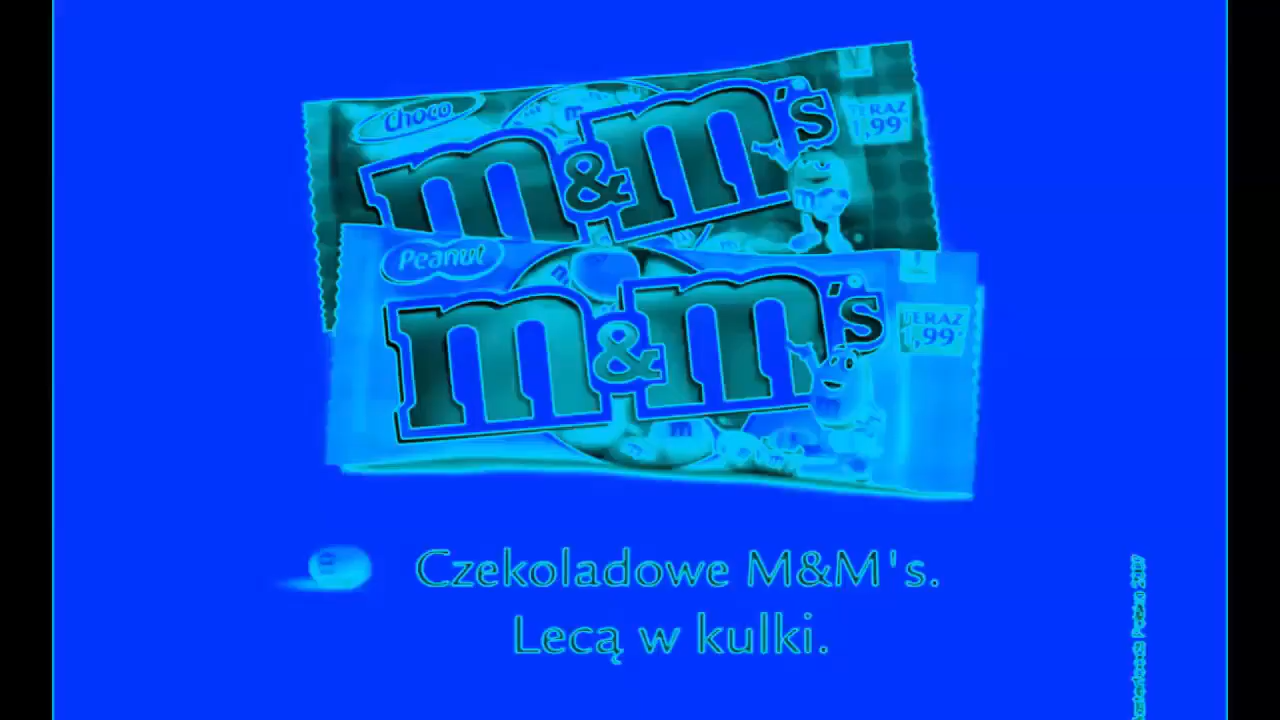 Choco
m&m's
TERAZ
1,99
Peanut
m&m's
TERAZ
1,99
Czekoladowe M&M's.
Lecą w kulki.